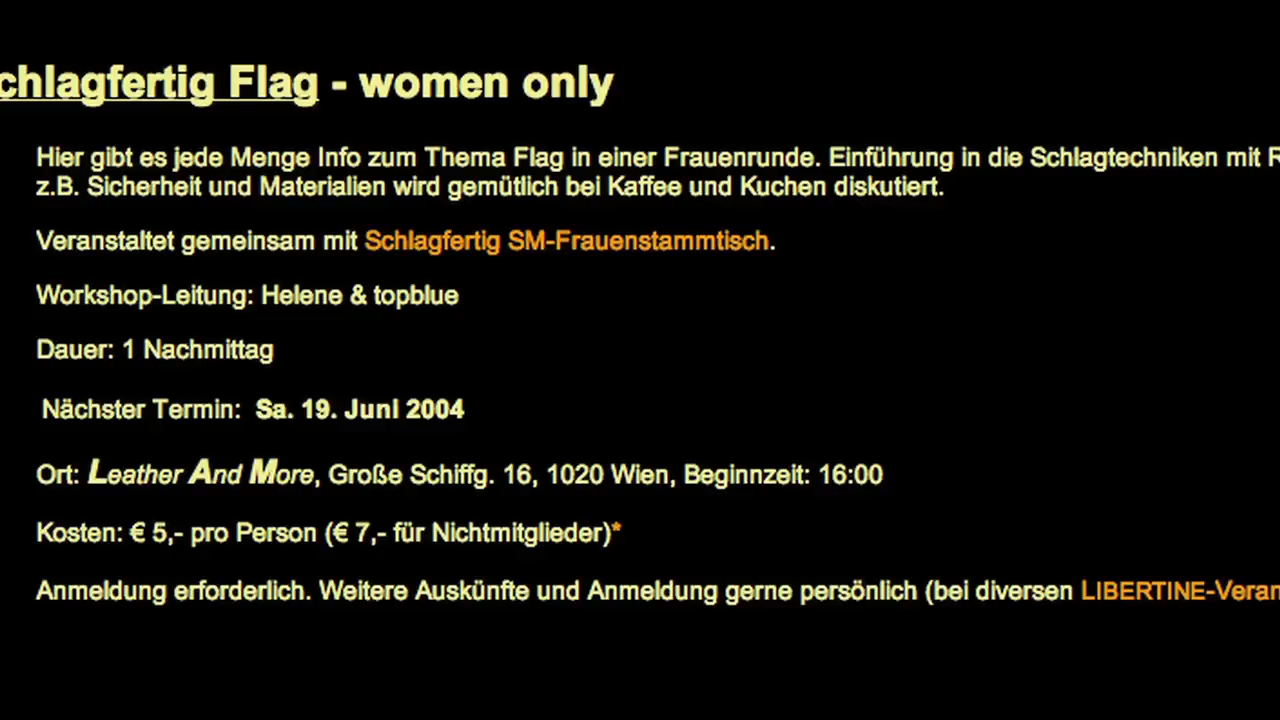 chlagfertig Flag - women only
Hier gibt es jede Menge Info zum Thema Flag in einer Frauenrunde. Einführung in die Schlagtechniken mit
z.B. Sicherheit und Materialien wird gemütlich bei Kaffee und Kuchen diskutiert.
Veranstaltet gemeinsam mit Schlagfertig SM-Frauenstammtisch.
Workshop-Leitung: Helene & topblue
Dauer: 1 Nachmittag
Nächster Termin: Sa. 19. Juni 2004
Ort: Leather And More, Große Schiffg. 16, 1020 Wien, Beginnzeit: 16:00
Kosten: € 5,- pro Person (€ 7,- für Nichtmitglieder)*
Anmeldung erforderlich. Weitere Auskünfte und Anmeldung gerne persönlich (bei diversen LIBERTINE-Veran